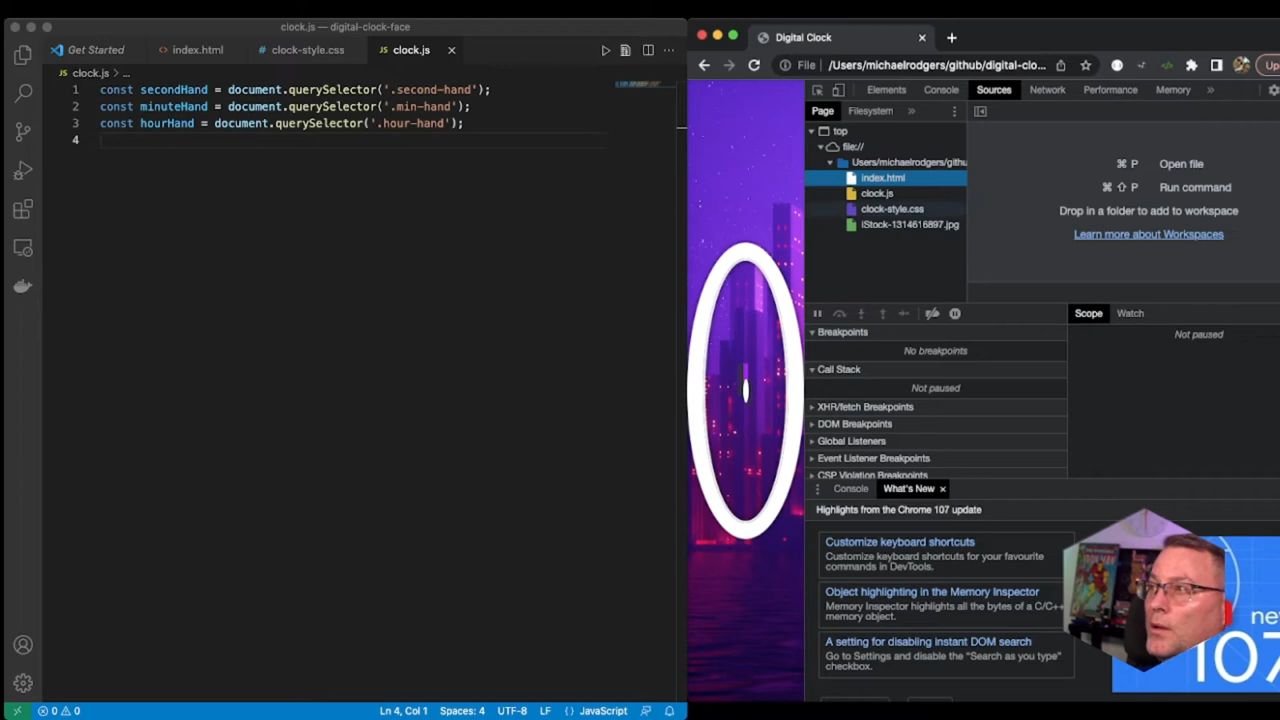 clock.js — digital-clock-face
Get Started
index.html
clock-style.css
clock.js
clock.js > ...
1 const secondHand = document.querySelector('.second-hand');
2 const minuteHand = document.querySelector('.min-hand');
3 const hourHand = document.querySelector('.hour-hand');
4
0 0
Ln 4, Col 1 Spaces: 4 UTF-8 LF {} JavaScript
Digital Clock
File /Users/michaelrodgers/github/digital-clo...
Elements Console Sources Network Performance Memory
Page Filesystem
top
file://
Users/michaelrodgers/githu
index.html
clock.js
clock-style.css
iStock-1314616897.jpg
⌘ P Open file
⌘ ⇧ P Run command
Drop in a folder to add to workspace
Learn more about Workspaces
Scope Watch
Not paused
Breakpoints
No breakpoints
Call Stack
Not paused
XHR/fetch Breakpoints
DOM Breakpoints
Global Listeners
Event Listener Breakpoints
CSP Violation Breakpoints
Console What's New
Highlights from the Chrome 107 update
Customize keyboard shortcuts
Customize keyboard shortcuts for your favourite
commands in DevTools.
Object highlighting in the Memory Inspector
Memory Inspector highlights all the bytes of a C/C++
memory object.
A setting for disabling instant DOM search
Go to Settings and disable the "Search as you type"
checkbox.
107